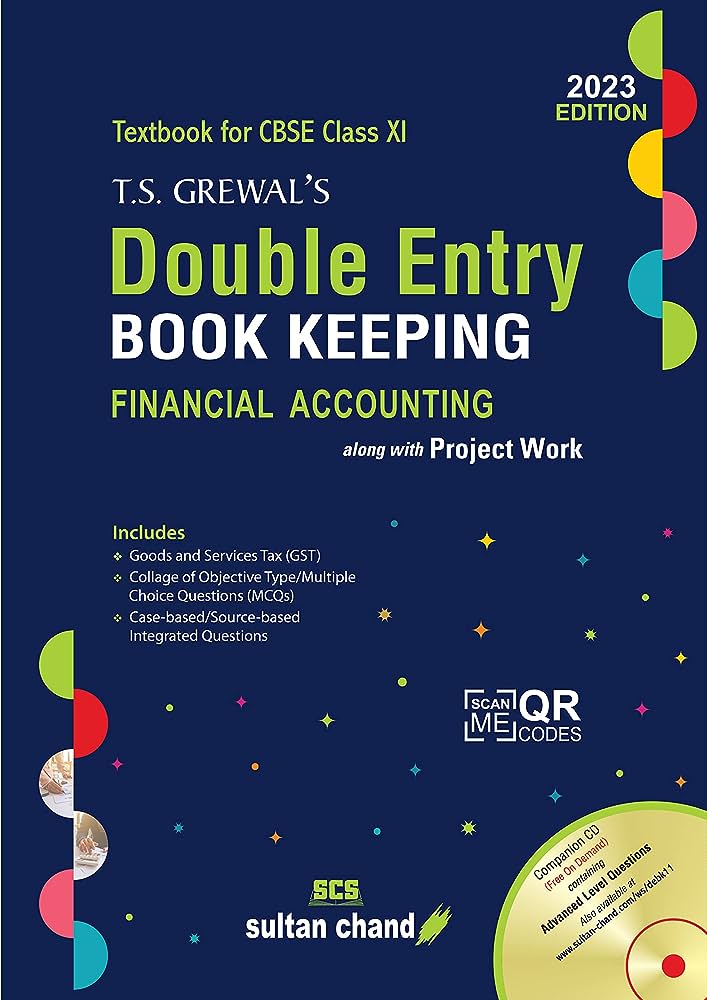 2023
EDITION
Textbook for CBSE Class XI
T.S. GREWAL'S
Double Entry
BOOK KEEPING
FINANCIAL ACCOUNTING
along with Project Work
Includes
Goods and Services Tax (GST)
Collage of Objective Type/Multiple
Choice Questions (MCQs)
Case-based/Source-based
Integrated Questions
SCAN
ME
QR
CODES
Companion CD
(Free On Demand)
containing
Advanced Level Questions
Also available at
www.sultan-chand.com/ws/debk11
SCS
sultan chand